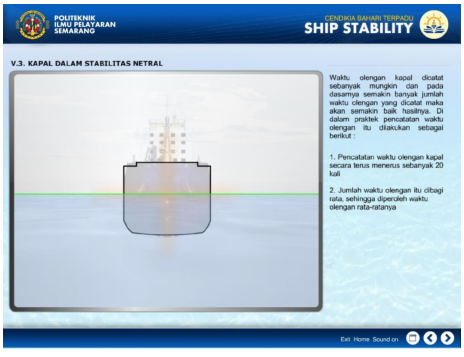 POLITEKNIK
ILMU PELAYARAN
SEMARANG
CENDIKIA BAHARI TERPADU
SHIP STABILITY
V.3. KAPAL DALAM STABILITAS NETRAL
Waktu olengan kapal dicatat
sebanyak mungkin dan pada
dasarnya semakin banyak jumlah
waktu olengan yang dicatat maka
akan semakin baik hasilnya. Di
dalam praktek pencatatan waktu
olengan itu dilakukan sebagai
berikut :
1. Pencatatan waktu olengan kapal
secara terus menerus sebanyak 20
kali
2. Jumlah waktu olengan itu dibagi
rata, sehingga diperoleh waktu
olengan rata-ratanya
Exit Home Sound on